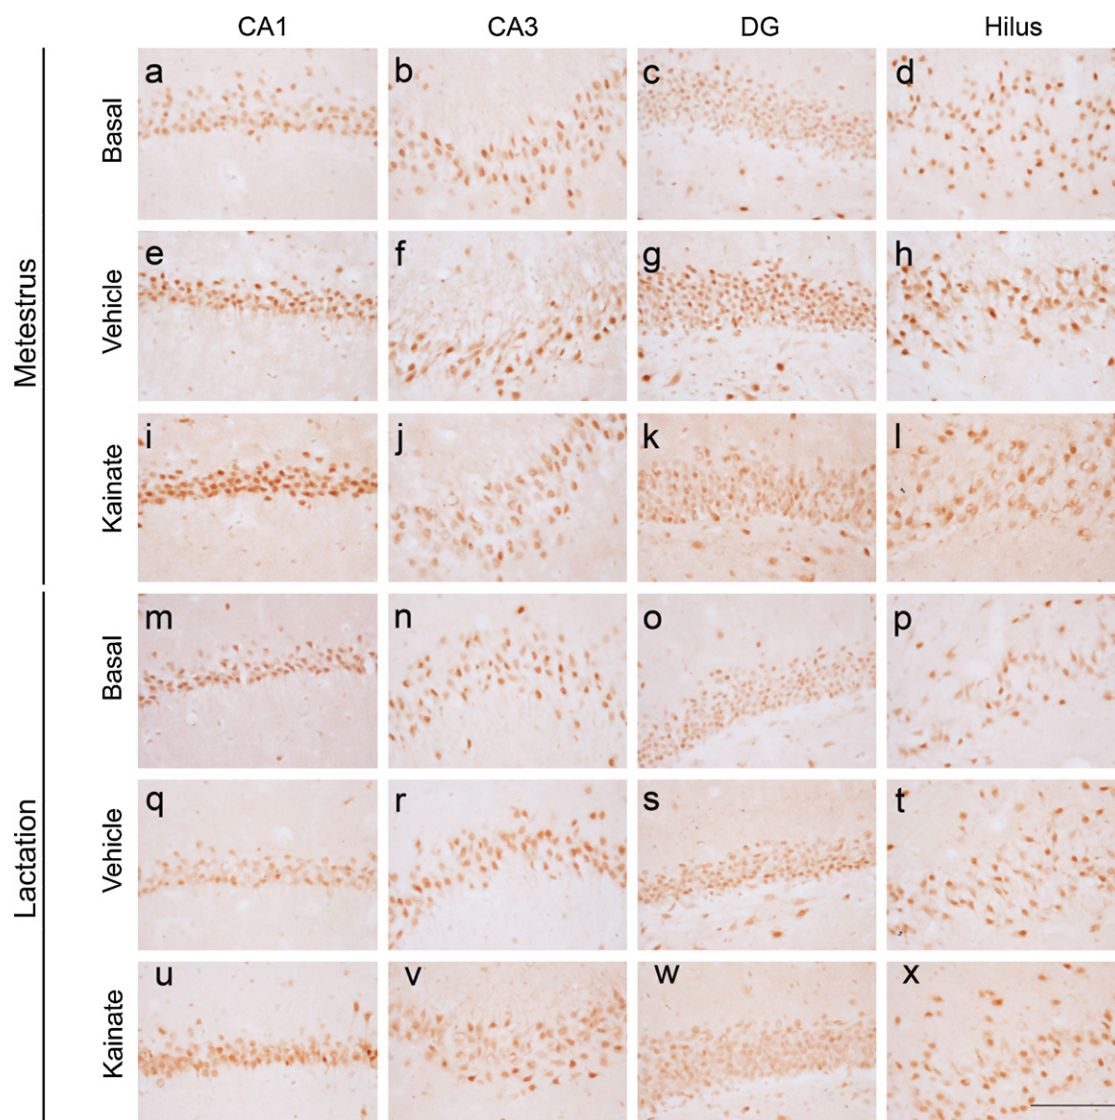 CA1 CA3 DG Hilus
Metestrus
Basal
a b c d
Vehicle
e f g h
Kainate
i j k l
Lactation
Basal
m n o p
Vehicle
q r s t
Kainate
u v w x